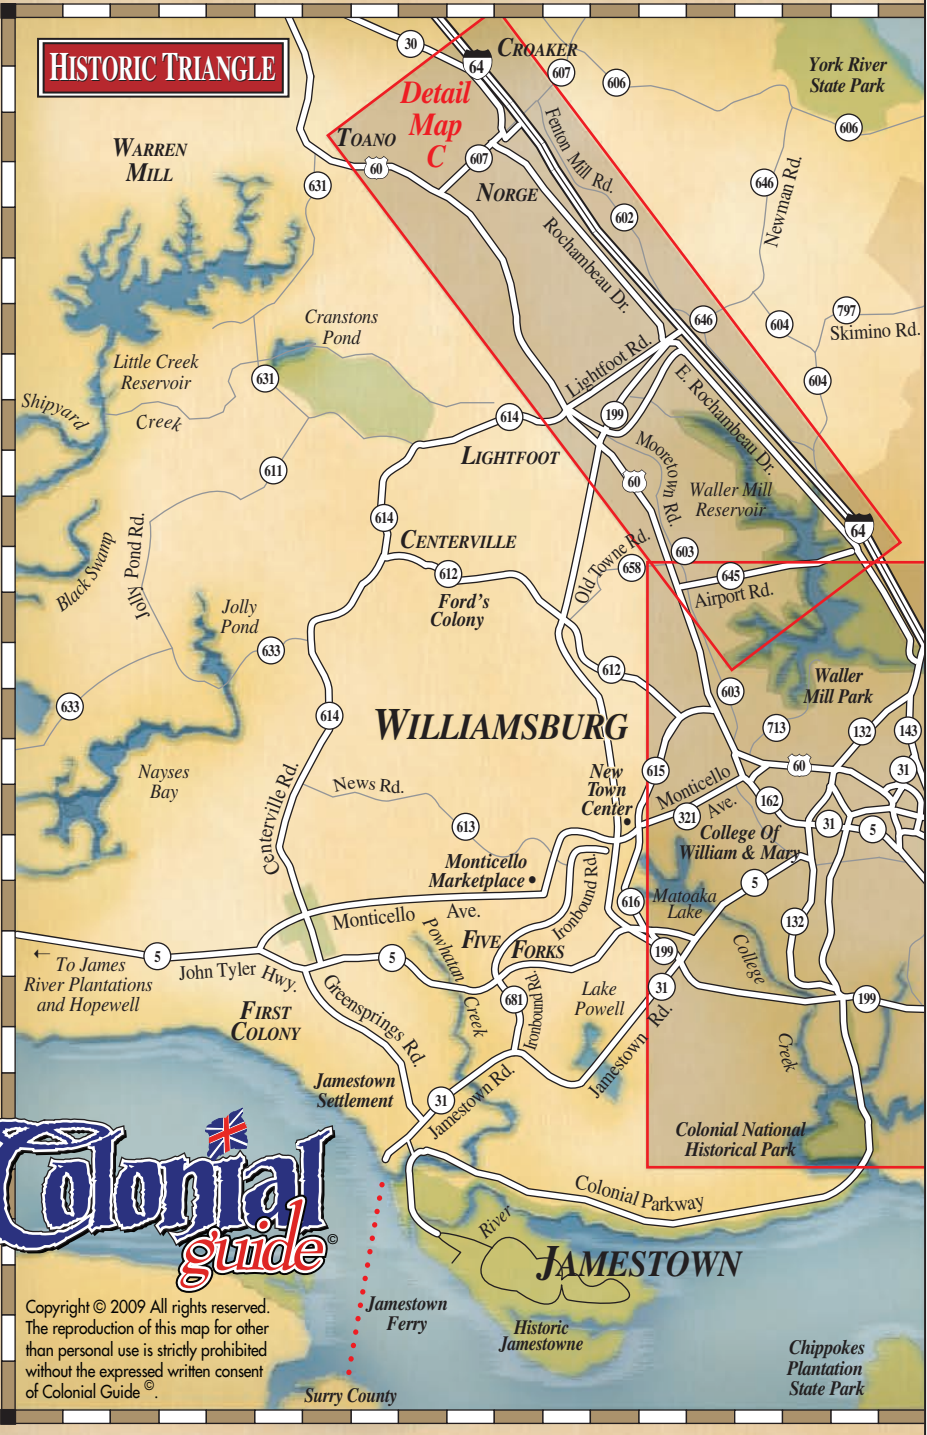 HISTORIC TRIANGLE
30
64
CROAKER
607
606
York River
State Park
Detail
Map
C
TOANO
60
607
NORGE
Fenton Mill Rd.
602
606
646
Newman Rd.
WARREN
MILL
631
Rochambeau Dr.
646
604
797
Skimino Rd.
604
Cranstons
Pond
Little Creek
Reservoir
631
Shipyard
Creek
Lightfoot Rd.
E. Rochambeau Dr.
614
199
LIGHTFOOT
Mooretown Rd.
60
Waller Mill
Reservoir
64
611
614
CENTERVILLE
612
Ford's
Colony
Old Towne Rd.
658
603
645
Airport Rd.
Black Swamp
Jolly Pond Rd.
Jolly
Pond
633
633
614
612
603
Waller
Mill Park
WILLIAMSBURG
713
132
143
60
31
Nayses
Bay
Centerville Rd.
News Rd.
613
New
Town
Center
615
Monticello
Ave.
321
162
31
5
College Of
William & Mary
Monticello
Marketplace
5
616
Matoaka
Lake
132
Monticello
Ave.
Ironbound Rd.
FIVE
FORKS
Powhatan
Creek
College
Creek
199
5
To James
River Plantations
and Hopewell
John Tyler
Hwy.
5
FIRST
COLONY
Greensprings Rd.
681
Ironbound Rd.
Lake
Powell
31
199
Jamestown
Rd.
Jamestown
Settlement
31
Jamestown Rd.
Colonial National
Historical Park
Colonial
guide©
Colonial Parkway
River
JAMESTOWN
Jamestown
Ferry
Historic
Jamestowne
Surry County
Chippokes
Plantation
State Park
Copyright © 2009 All rights reserved.
The reproduction of this map for other
than personal use is strictly prohibited
without the expressed written consent
of Colonial Guide ©.